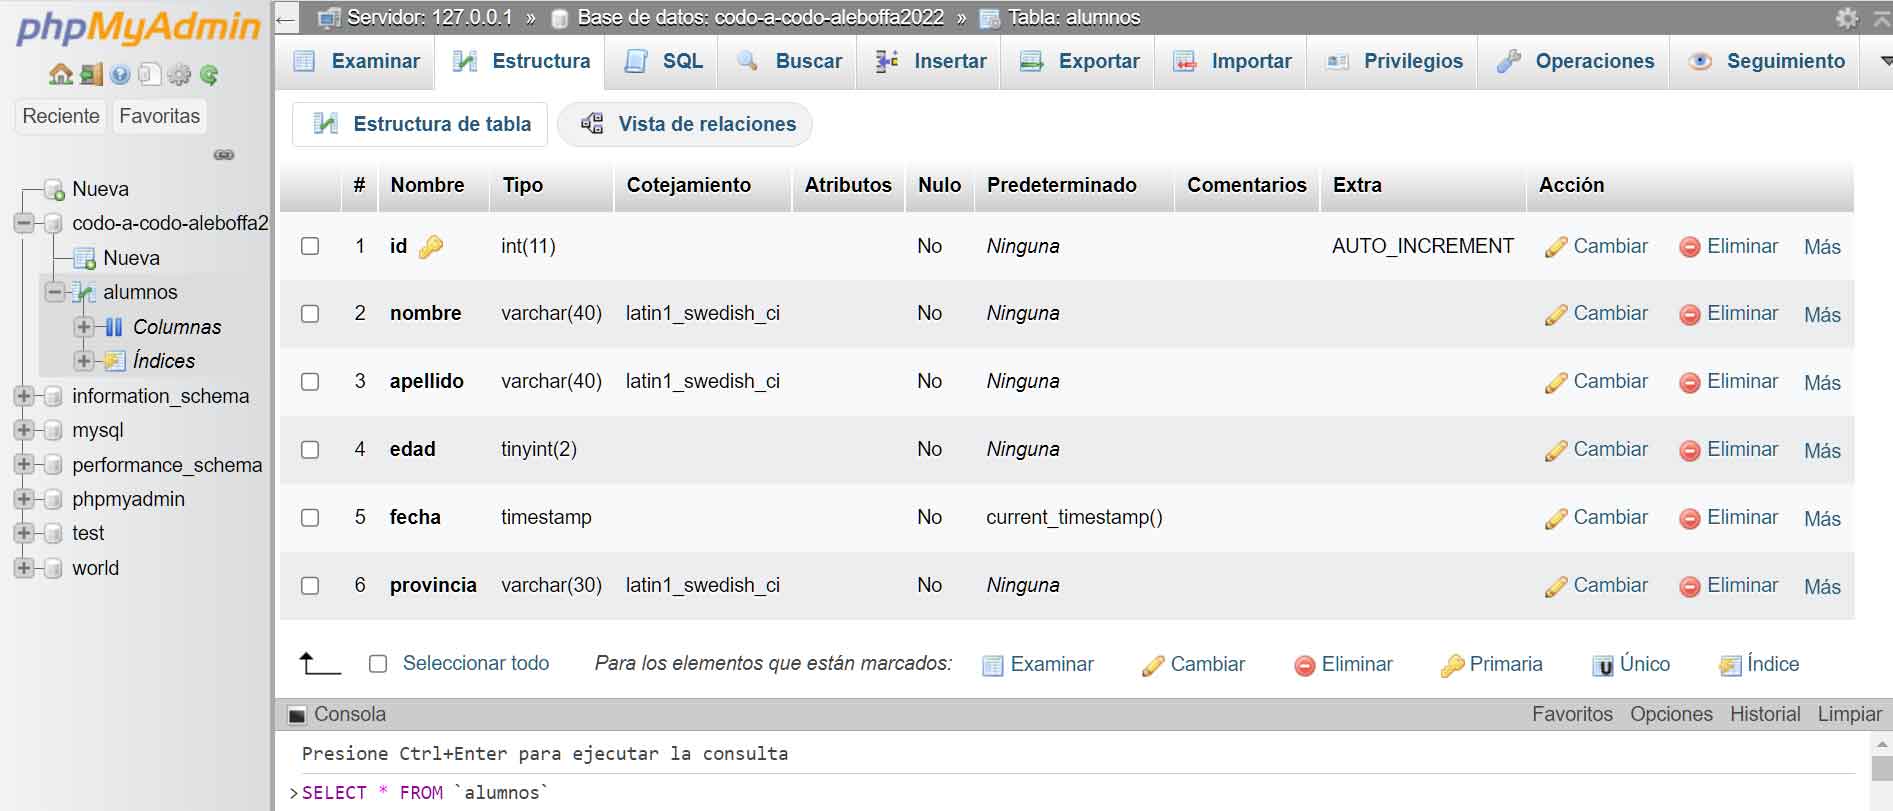 phpMyAdmin
Reciente
Favoritas
Nueva
codo-a-codo-aleboffa2
Nueva
alumnos
Columnas
Índices
information_schema
mysql
performance_schema
phpmyadmin
test
world
Servidor: 127.0.0.1 » Base de datos: codo-a-codo-aleboffa2022 » Tabla: alumnos
Examinar Estructura SQL Buscar Insertar Exportar Importar Privilegios Operaciones Seguimiento
Estructura de tabla Vista de relaciones
# Nombre Tipo Cotejamiento Atributos Nulo Predeterminado Comentarios Extra Acción
1 id int(11) No Ninguna AUTO_INCREMENT Cambiar Eliminar Más
2 nombre varchar(40) latin1_swedish_ci No Ninguna Cambiar Eliminar Más
3 apellido varchar(40) latin1_swedish_ci No Ninguna Cambiar Eliminar Más
4 edad tinyint(2) No Ninguna Cambiar Eliminar Más
5 fecha timestamp No current_timestamp() Cambiar Eliminar Más
6 provincia varchar(30) latin1_swedish_ci No Ninguna Cambiar Eliminar Más
Seleccionar todo Para los elementos que están marcados: Examinar Cambiar Eliminar Primaria Único Índice
Consola Favoritos Opciones Historial Limpiar
Presione Ctrl+Enter para ejecutar la consulta
>SELECT * FROM `alumnos`